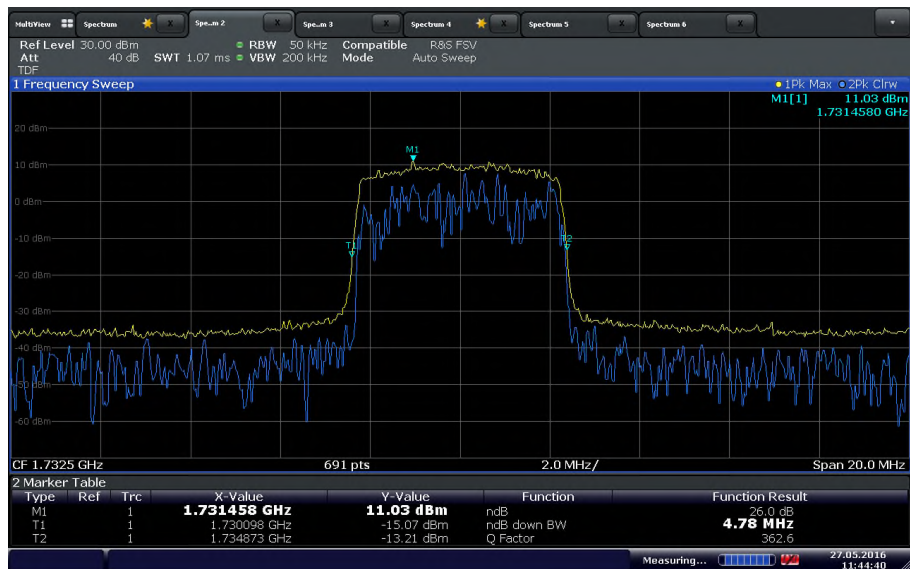 MultiView Spectrum X Spe...m 2 X Spe...m 3 X Spectrum 4 X Spectrum 5 X Spectrum 6 X
Ref Level 30.00 dBm RBW 50 kHz Compatible R&S FSV
Att 40 dB SWT 1.07 ms VBW 200 kHz Mode Auto Sweep
TDF
1 Frequency Sweep 1Pk Max 2Pk Clrw
M1[1] 11.03 dBm
1.7314580 GHz
20 dBm
M1
10 dBm
0 dBm
-10 dBm
T1 T2
-20 dBm
-30 dBm
-40 dBm
-50 dBm
-60 dBm
CF 1.7325 GHz 691 pts 2.0 MHz/ Span 20.0 MHz
2 Marker Table
Type Ref Trc X-Value Y-Value Function Function Result
M1 1 1.731458 GHz 11.03 dBm ndB 26.0 dB
T1 1 1.730098 GHz -15.07 dBm ndB down BW 4.78 MHz
T2 1 1.734873 GHz -13.21 dBm Q Factor 362.6
Measuring... 27.05.2016
11:44:40